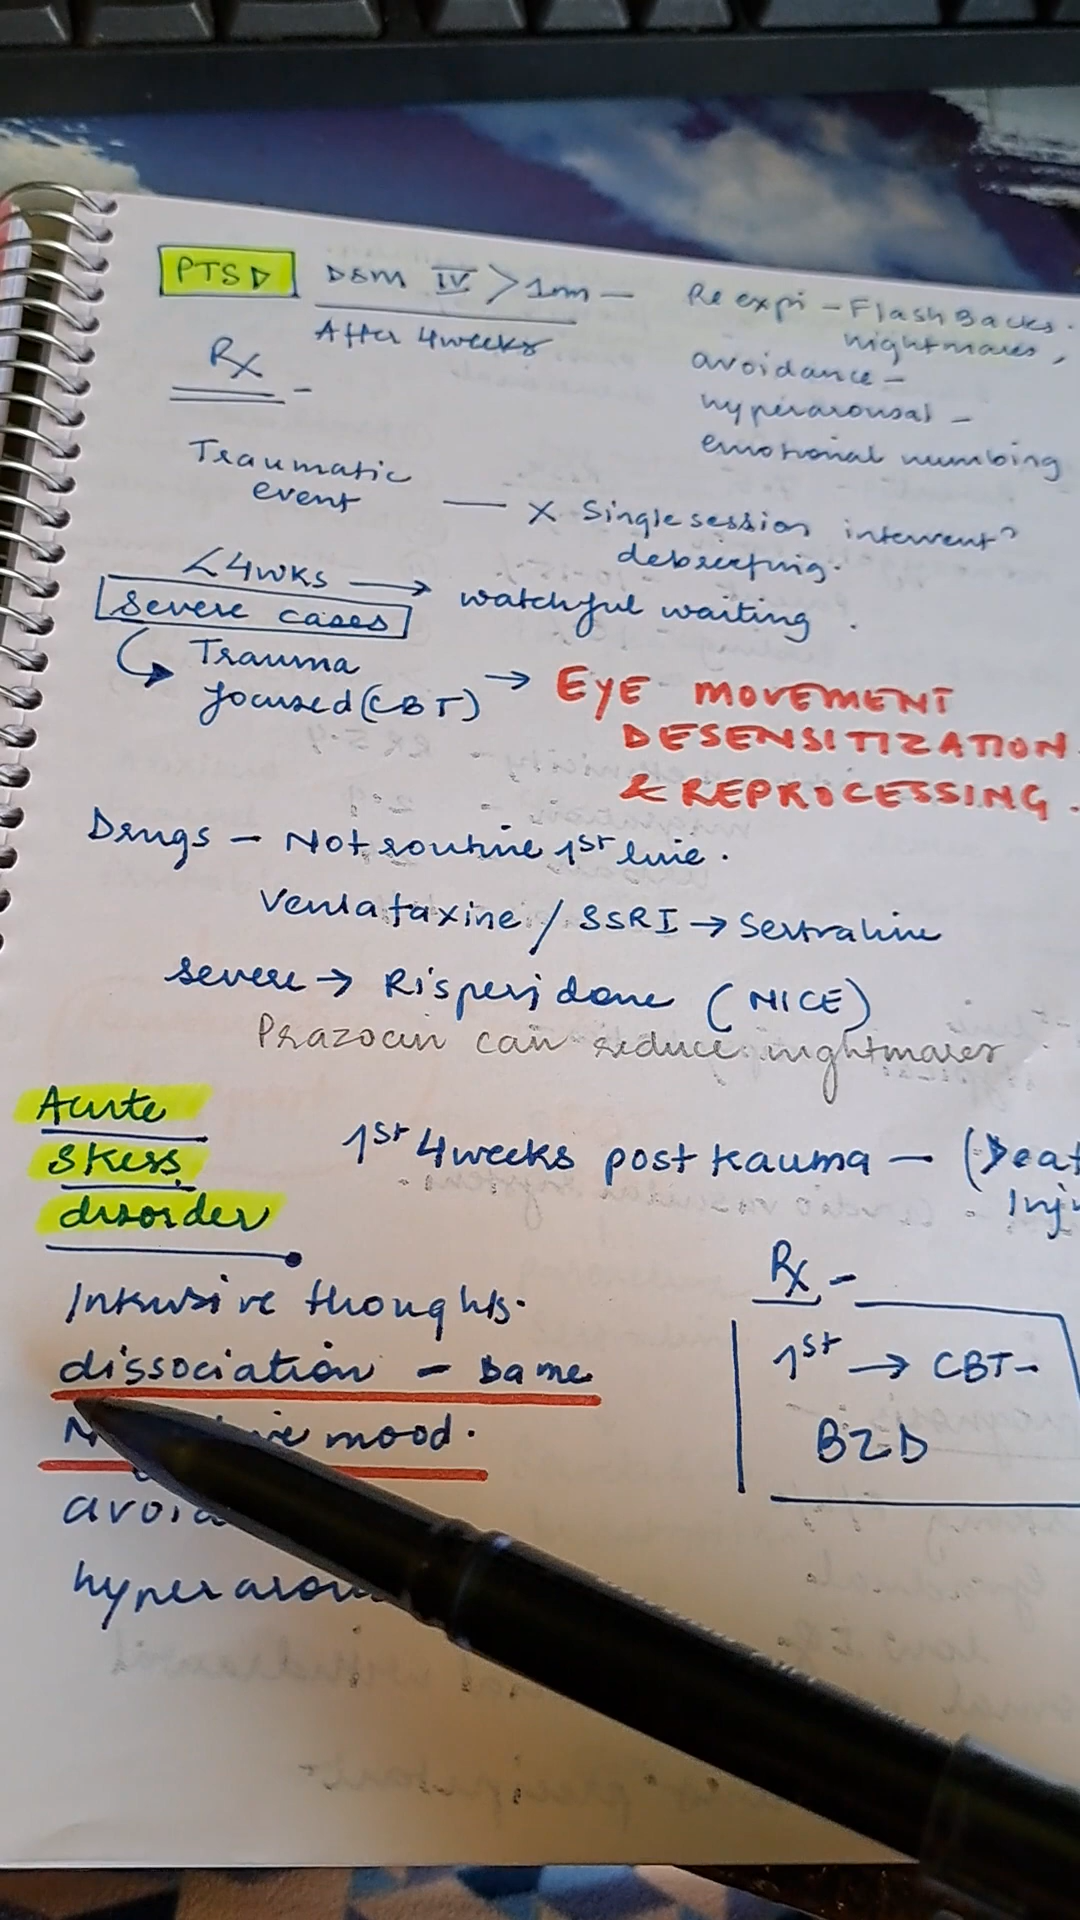 PTSD DSM IV >1m — Re expi – Flash Backs.
After 4weeks nightmares,
Rx – avoidance –
hyperarousal –
emotional numbing
Traumatic
event — X Single session intervent?
debriefing.
<4wks → watchful waiting.
Severe cases
Trauma
focused (CBT) → EYE MOVEMENT
DESENSITIZATION
& REPROCESSING.
Drugs – Not routine 1st line.
Venlafaxine / SSRI → Sertraline
severe → Risperidone (NICE)
Prazocin can reduce nightmares
Acute
stress
disorder
1st 4weeks post trauma – (Deat
Inj
Rx –
1st → CBT –
BZD
Intrusive thoughts.
dissociation –
mood.